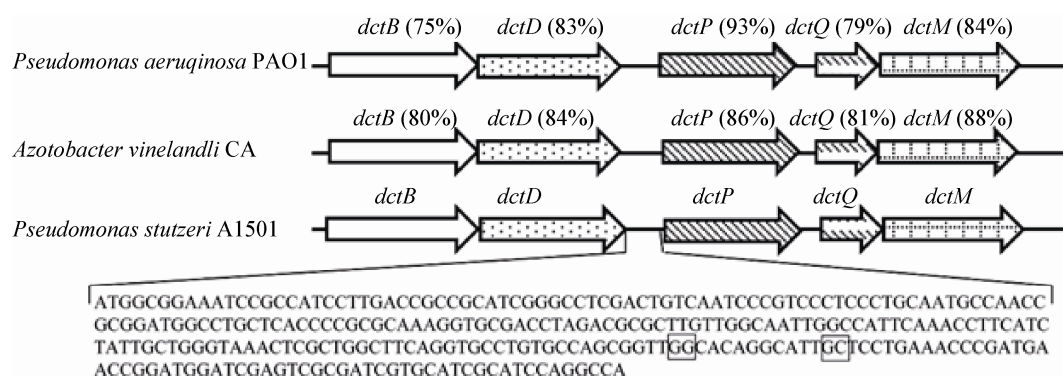 dctB (75%) dctD (83%) dctP (93%) dctQ (79%) dctM (84%)
Pseudomonas aeruqinosa PAO1
dctB (80%) dctD (84%) dctP (86%) dctQ (81%) dctM (88%)
Azotobacter vinelandli CA
dctB dctD dctP dctQ dctM
Pseudomonas stutzeri A1501
ATGGCGGAAATCCGCCATCCTTGACCGCCGCATCGGGCCTCGACTGTCAATCCCGTCCCTCCCTGCAATGCCAACC
GCGGATGGCCTGCTCACCCCGCGCAAAGGTGCGACCTAGACGCGCTTGTTGGCAATTGGCCATTCAAACCTTCATC
TATTGCTGGGTAAACTCGCTGGCTTCAGGTGCCTGTGCCAGCGGTTGGCACAGGCATTGCTCCTGAAACCCGATGA
ACCGGATGGATCGAGTCGCGATCGTGCATCGCATCCAGGCCA